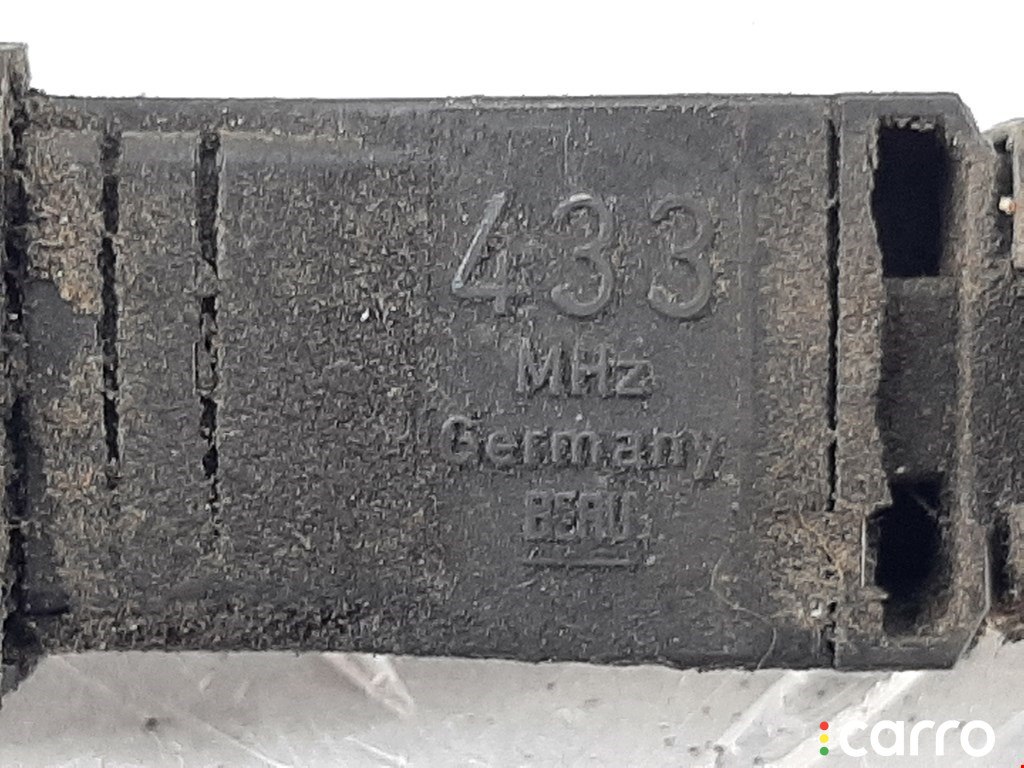 433
MHz
Germany
BERU
carro